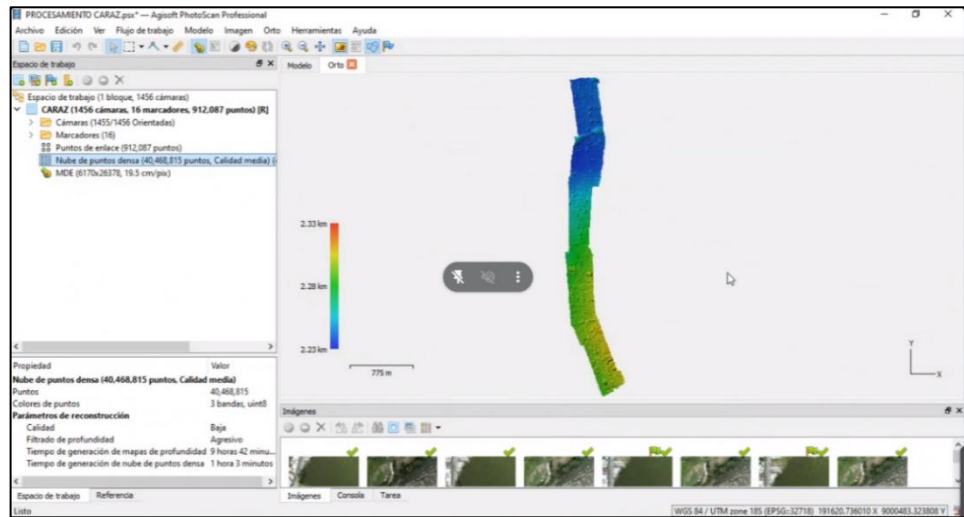 PROCESAMIENTO CARAZ.psx* — Agisoft PhotoScan Professional
Archivo Edición Ver Flujo de trabajo Modelo Imagen Orto Herramientas Ayuda
Espacio de trabajo
Modelo Orto
Espacio de trabajo (1 bloque, 1456 cámaras)
CARAZ (1456 cámaras, 16 marcadores, 912,087 puntos) [R]
Cámaras (1455/1456 Orientadas)
Marcadores (16)
Puntos de enlace (912,087 puntos)
Nube de puntos densa (40,468,815 puntos, Calidad media) (-
MDE (6170x26378, 19.5 cm/pix)
2.33 km
2.28 km
2.23 km
775 m
Y
X
Propiedad Valor
Nube de puntos densa (40,468,815 puntos, Calidad media)
Puntos 40,468,815
Colores de puntos 3 bandas, uint8
Parámetros de reconstrucción
Calidad Baja
Filtrado de profundidad Agresivo
Tiempo de generación de mapas de profundidad 9 horas 42 minu...
Tiempo de generación de nube de puntos densa 1 hora 3 minutos
Espacio de trabajo Referencia
Imágenes
Imágenes Consola Tarea
Listo
WGS 84 / UTM zone 18S (EPSG::32718) 191620.736010 X 9000483.323808 Y